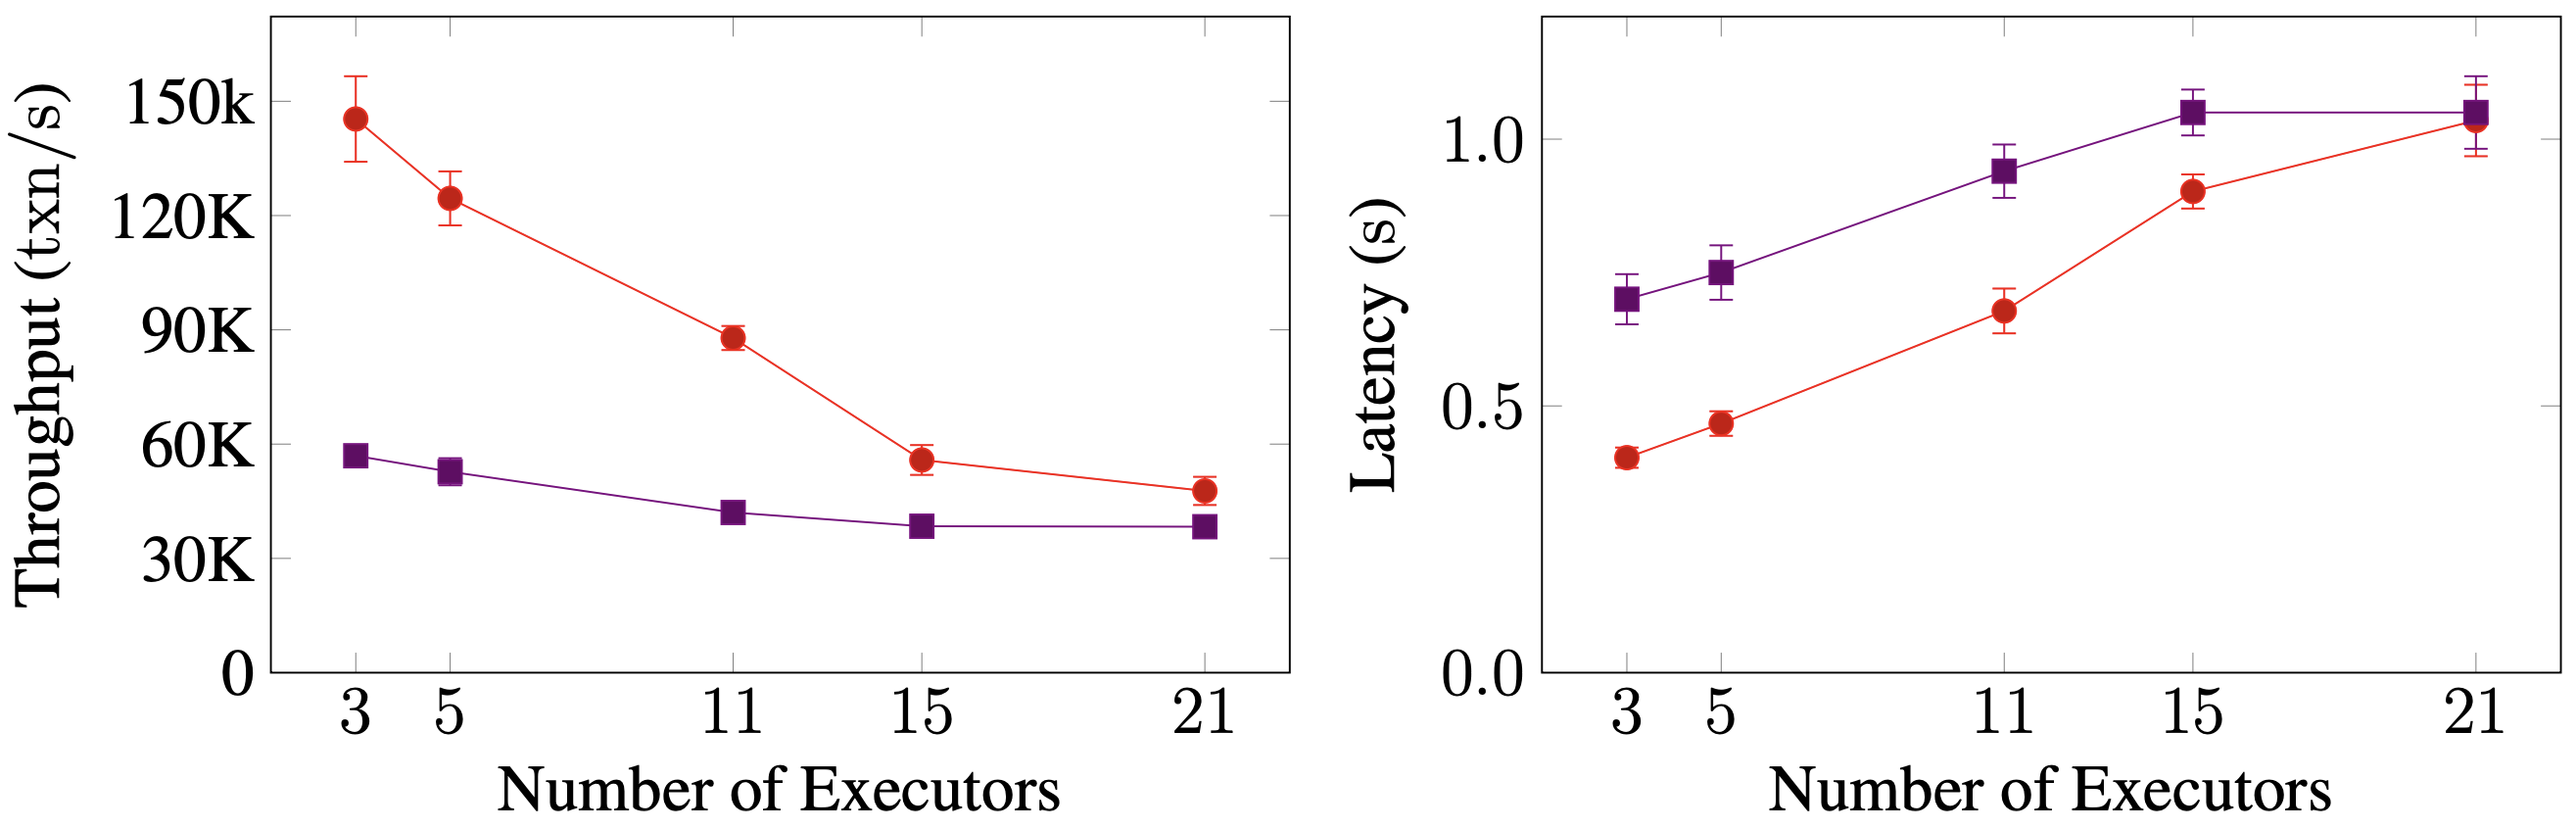 Throughput (txn/s)
150k
120K
90K
60K
30K
0
3 5 11 15 21
Number of Executors
Latency (s)
1.0
0.5
0.0
3 5 11 15 21
Number of Executors